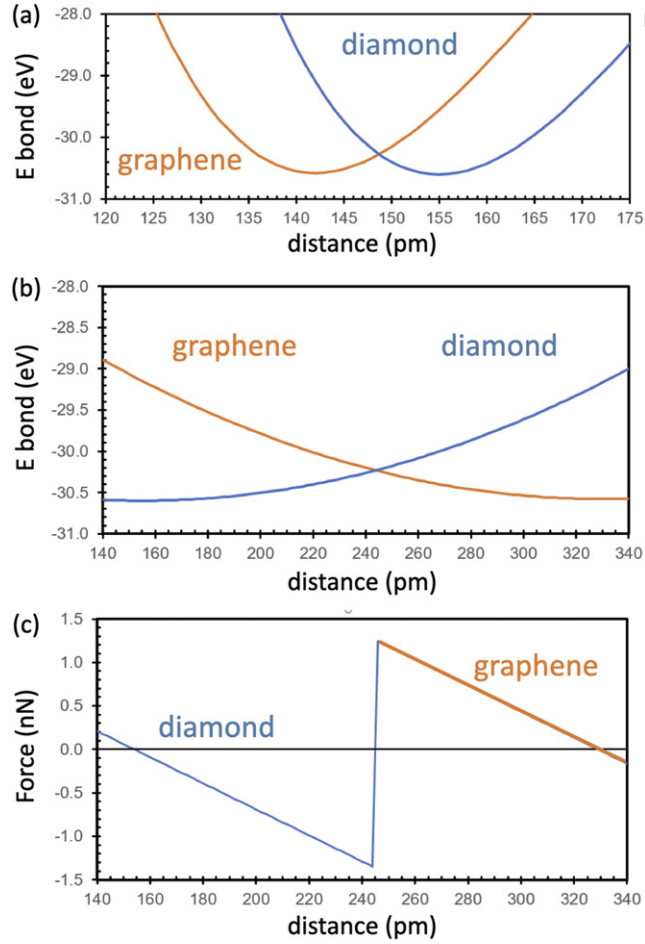 (a)
-28.0
-29.0
-30.0
-31.0
E bond (eV)
diamond
graphene
120 125 130 135 140 145 150 155 160 165 170 175
distance (pm)
(b)
-28.0
-28.5
-29.0
-29.5
-30.0
-30.5
-31.0
E bond (eV)
graphene diamond
140 160 180 200 220 240 260 280 300 320 340
distance (pm)
(c)
1.5
1.0
0.5
0.0
-0.5
-1.0
-1.5
Force (nN)
graphene
diamond
140 160 180 200 220 240 260 280 300 320 340
distance (pm)